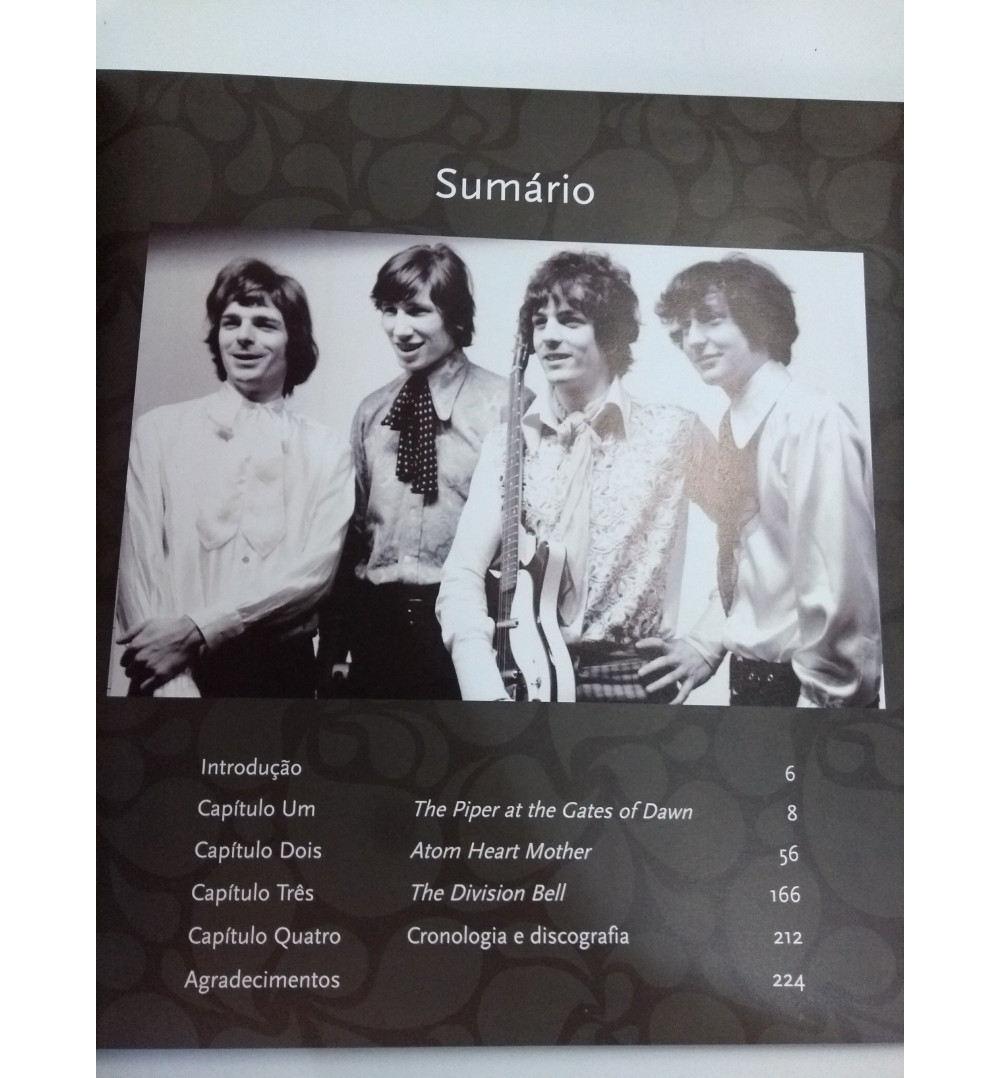 Sumário
Introdução 6
Capítulo Um The Piper at the Gates of Dawn 8
Capítulo Dois Atom Heart Mother 56
Capítulo Três The Division Bell 166
Capítulo Quatro Cronologia e discografia 212
Agradecimentos 224